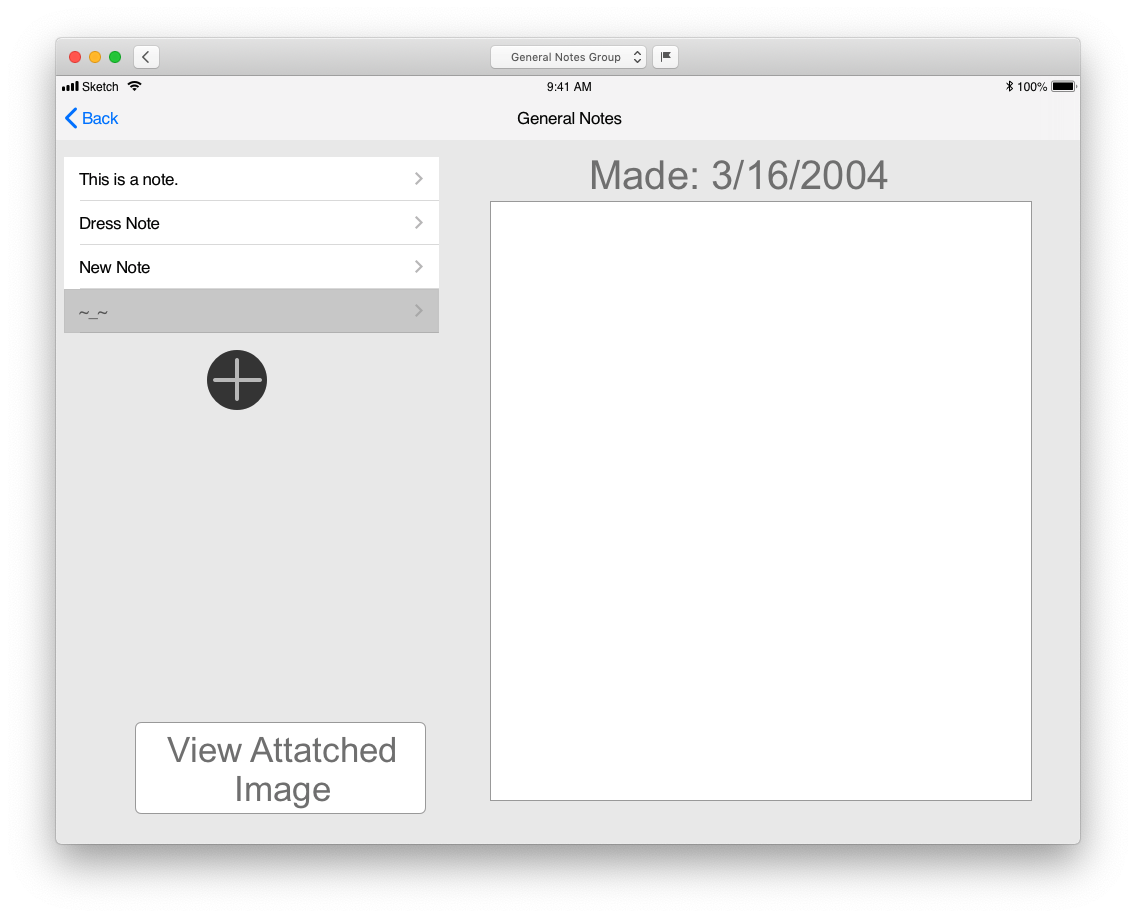 General Notes Group
Sketch 9:41 AM 100%
Back General Notes
This is a note.
Dress Note
New Note
~_~
Made: 3/16/2004
View Attatched
Image